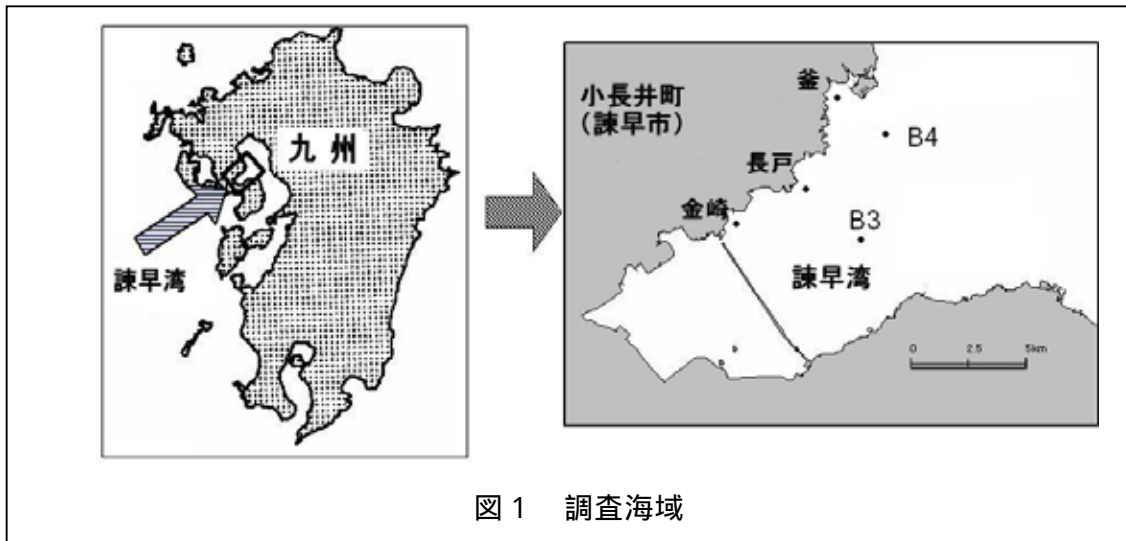 九州
諫早湾
小長井町
（諫早市）
釜
B4
長戸
金崎
B3
諫早湾
0 2.5 5km
図1 調査海域